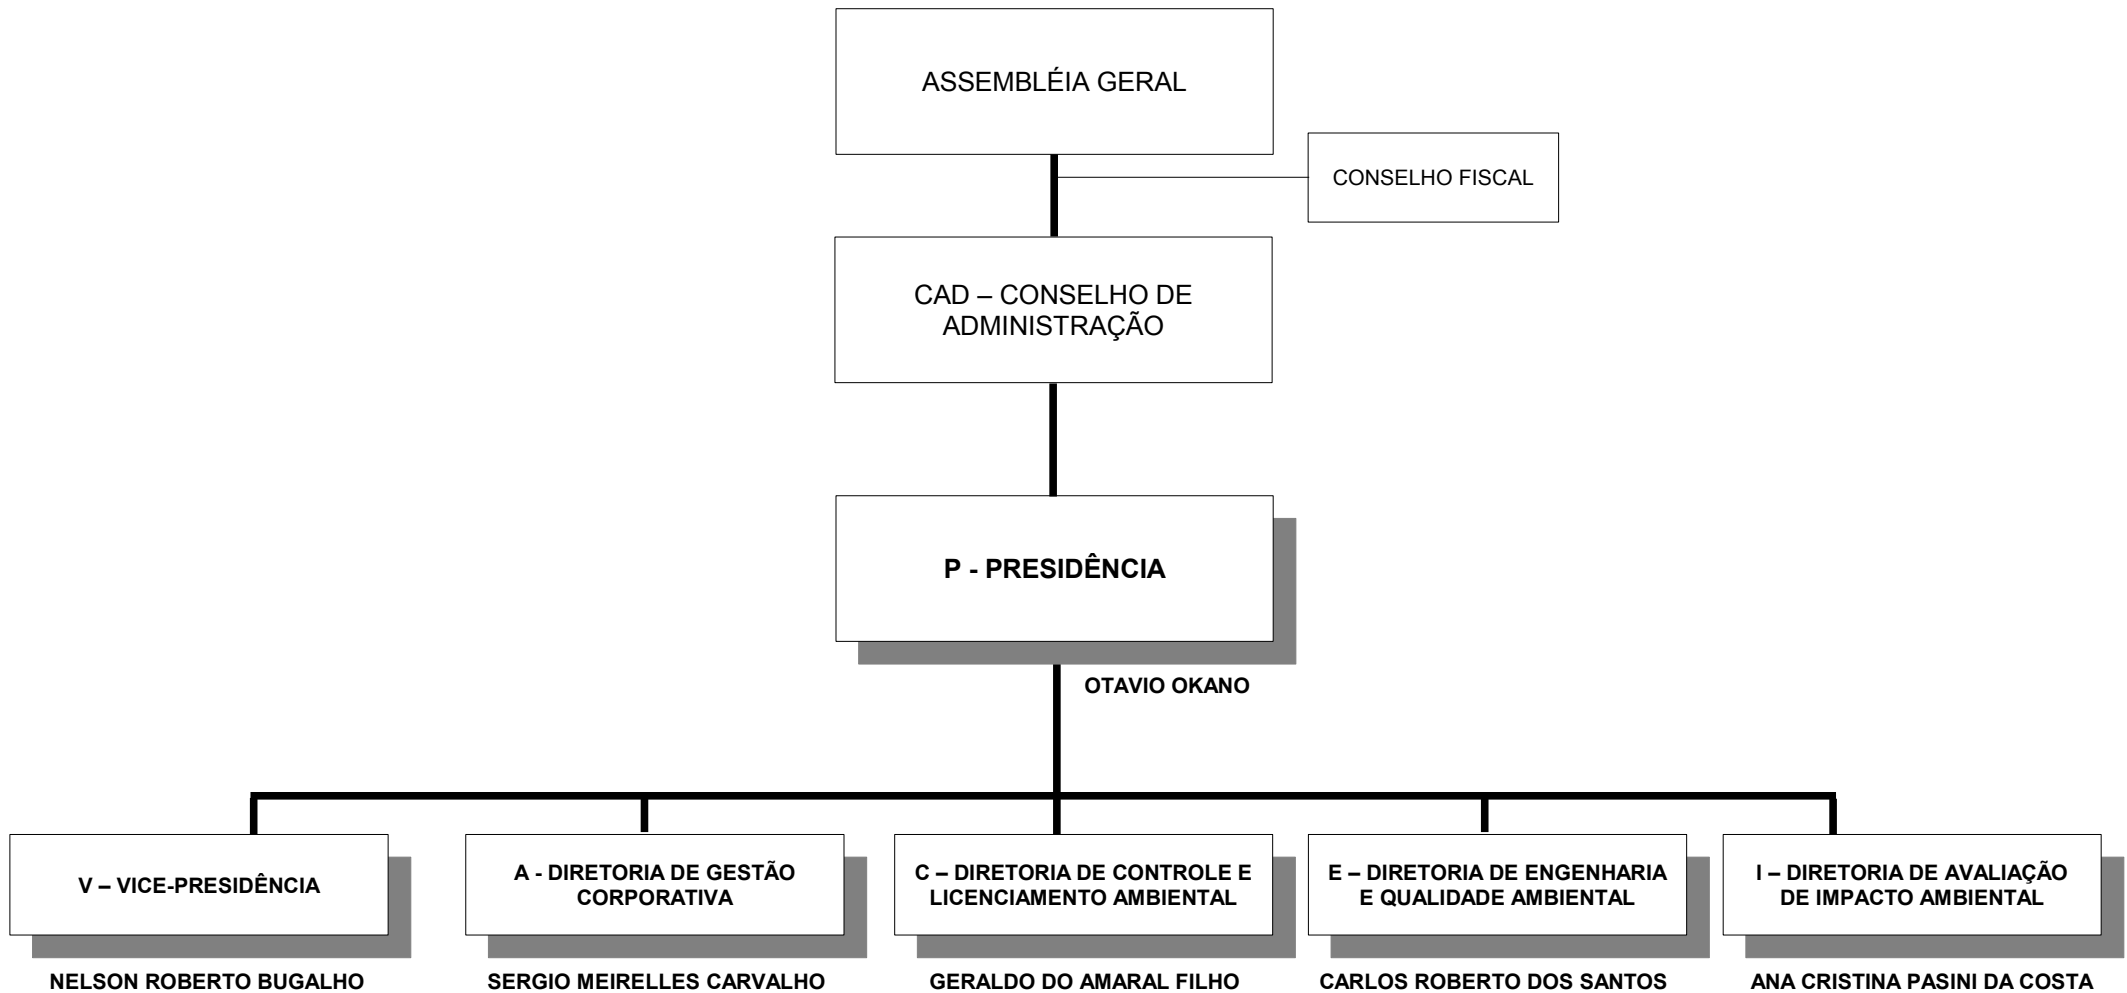 ASSEMBLÉIA GERAL
CONSELHO FISCAL
CAD – CONSELHO DE
ADMINISTRAÇÃO
P - PRESIDÊNCIA
OTAVIO OKANO
V – VICE-PRESIDÊNCIA
NELSON ROBERTO BUGALHO
A - DIRETORIA DE GESTÃO
CORPORATIVA
SERGIO MEIRELLES CARVALHO
C – DIRETORIA DE CONTROLE E
LICENCIAMENTO AMBIENTAL
GERALDO DO AMARAL FILHO
E – DIRETORIA DE ENGENHARIA
E QUALIDADE AMBIENTAL
CARLOS ROBERTO DOS SANTOS
I – DIRETORIA DE AVALIAÇÃO
DE IMPACTO AMBIENTAL
ANA CRISTINA PASINI DA COSTA